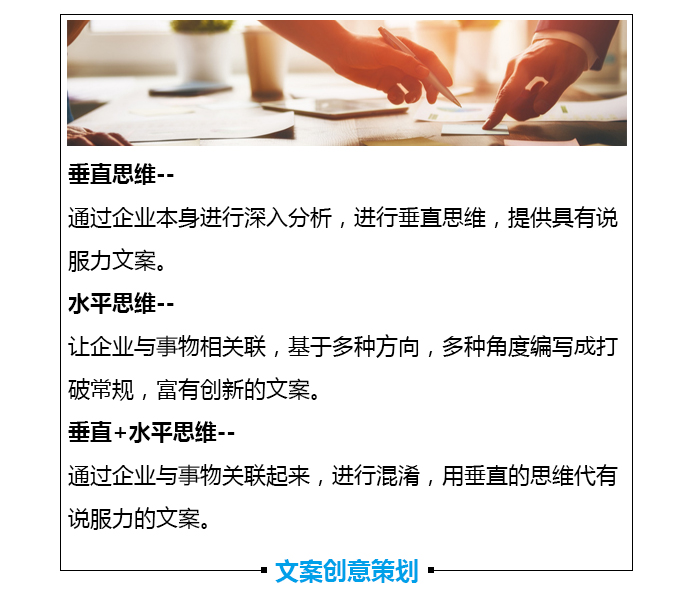 垂直思维--
通过企业本身进行深入分析，进行垂直思维，提供具有说
服力文案。
水平思维--
让企业与事物相关联，基于多种方向，多种角度编写成打
破常规，富有创新的文案。
垂直+水平思维--
通过企业与事物关联起来，进行混淆，用垂直的思维代有
说服力的文案。
文案创意策划